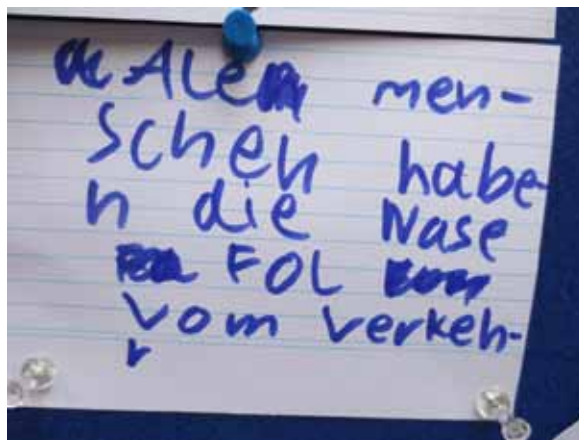 ALe men-
Schen habe-
n die Nase
FOL
vom verkeh-
r